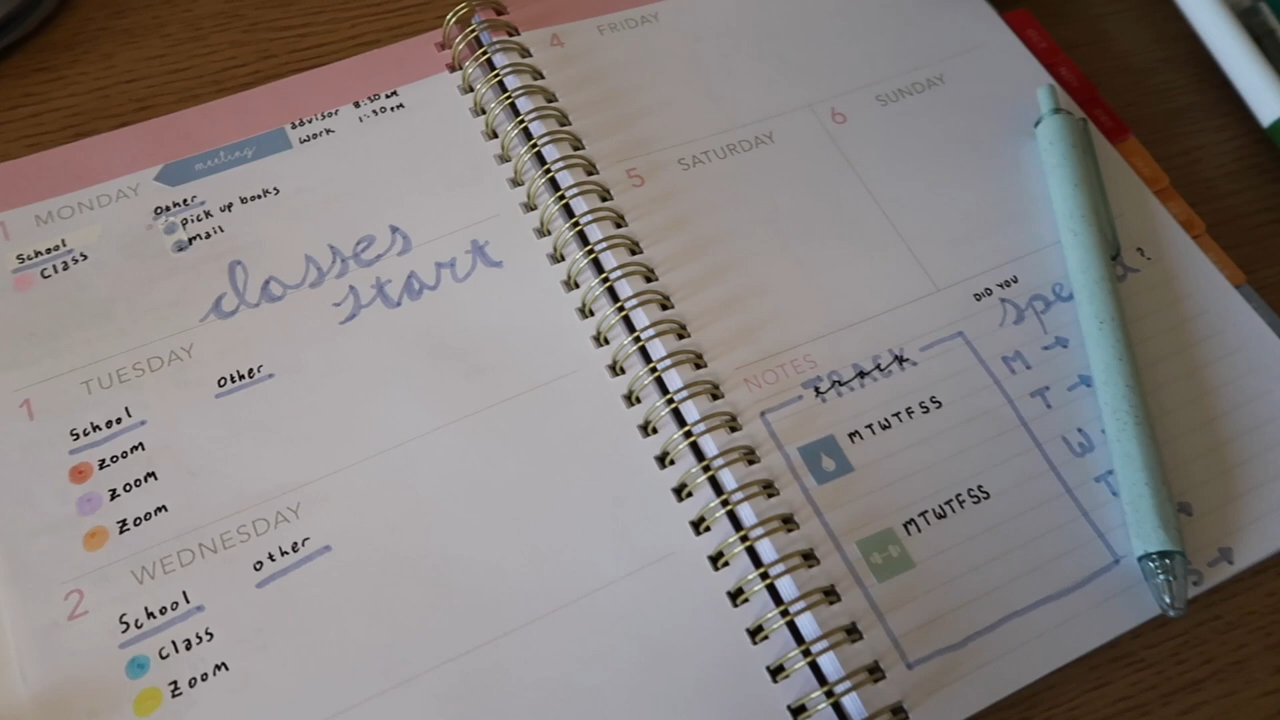 meeting
advisor 8:30 AM
work 1:30 PM
1 MONDAY
School
Class
Other
pick up books
mail
classes
start
1 TUESDAY
School
zoom
zoom
zoom
Other
2 WEDNESDAY
School
class
zoom
other
4 FRIDAY
5 SATURDAY
6 SUNDAY
NOTES
TRACK
track
MTWTFSS
MTWTFSS
DID YOU
M →
T →
W
T
S →